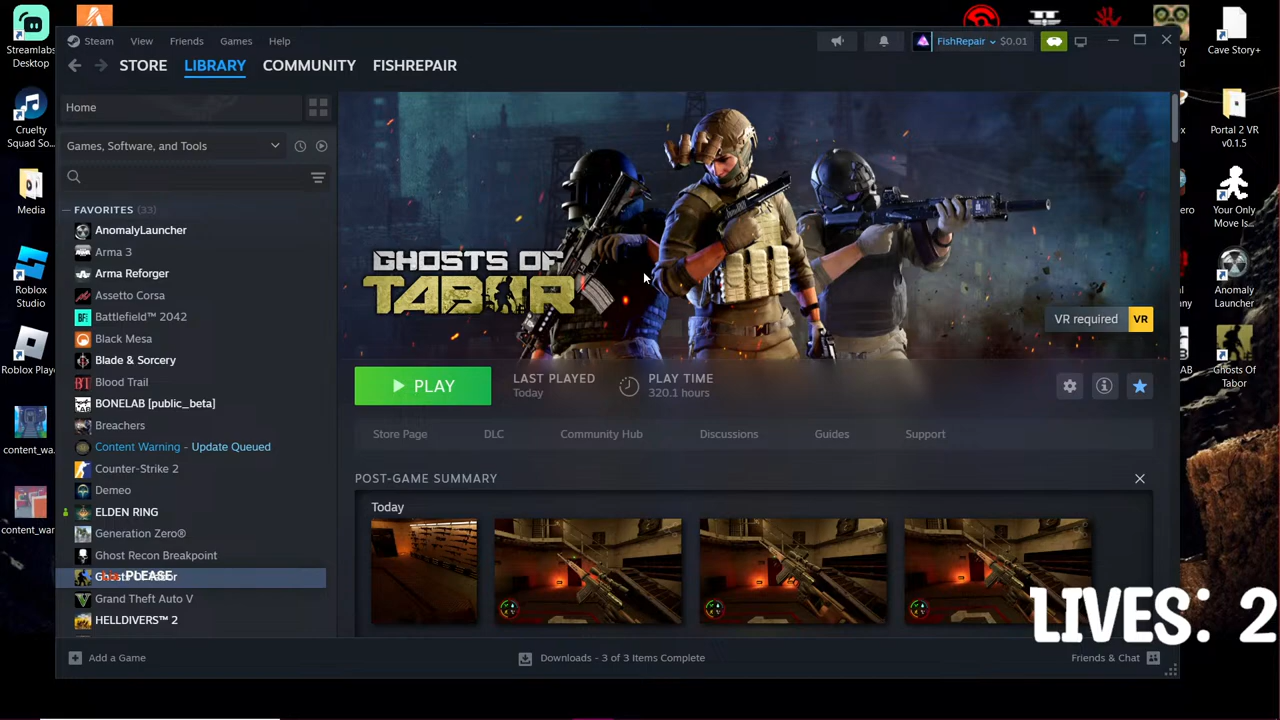 Streamlabs Desktop
Cruelty Squad So...
Media
Roblox Studio
Roblox Playe
content_wa.
content_war
Steam View Friends Games Help
FishRepair $0.01
STORE LIBRARY COMMUNITY FISHREPAIR
Home
Games, Software, and Tools
FAVORITES (33)
AnomalyLauncher
Arma 3
Arma Reforger
Assetto Corsa
Battlefield™ 2042
Black Mesa
Blade & Sorcery
Blood Trail
BONELAB [public_beta]
Breachers
Content Warning - Update Queued
Counter-Strike 2
Demeo
ELDEN RING
Generation Zero®
Ghost Recon Breakpoint
PLEASE
Grand Theft Auto V
HELLDIVERS™ 2
Add a Game
GHOSTS OF
TABOR
VR required VR
PLAY
LAST PLAYED
Today
PLAY TIME
320.1 hours
Store Page DLC Community Hub Discussions Guides Support
POST-GAME SUMMARY
Today
Downloads - 3 of 3 Items Complete
Friends & Chat
LIVES: 2
Cave Story+
Portal 2 VR v0.1.5
Your Only Move Is...
Anomaly Launcher
Ghosts Of Tabor